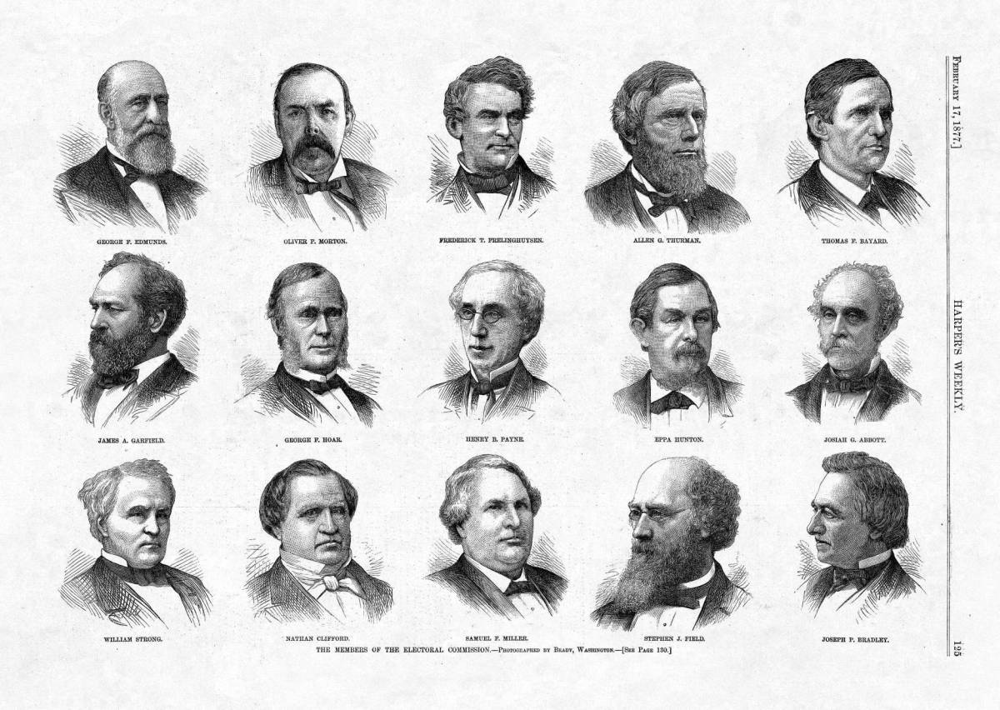 FEBRUARY 17, 1877.]
HARPER'S WEEKLY.
125
GEORGE F. EDMUNDS.
OLIVER P. MORTON.
FREDERICK T. FRELINGHUYSEN.
ALLEN G. THURMAN.
THOMAS F. BAYARD.
JAMES A. GARFIELD.
GEORGE F. HOAR.
HENRY B. PAYNE.
EPPA HUNTON.
JOSIAH G. ABBOTT.
WILLIAM STRONG.
NATHAN CLIFFORD.
SAMUEL F. MILLER.
STEPHEN J. FIELD.
JOSEPH P. BRADLEY.
THE MEMBERS OF THE ELECTORAL COMMISSION.—PHOTOGRAPHED BY BRADY, WASHINGTON.—[SEE PAGE 130.]